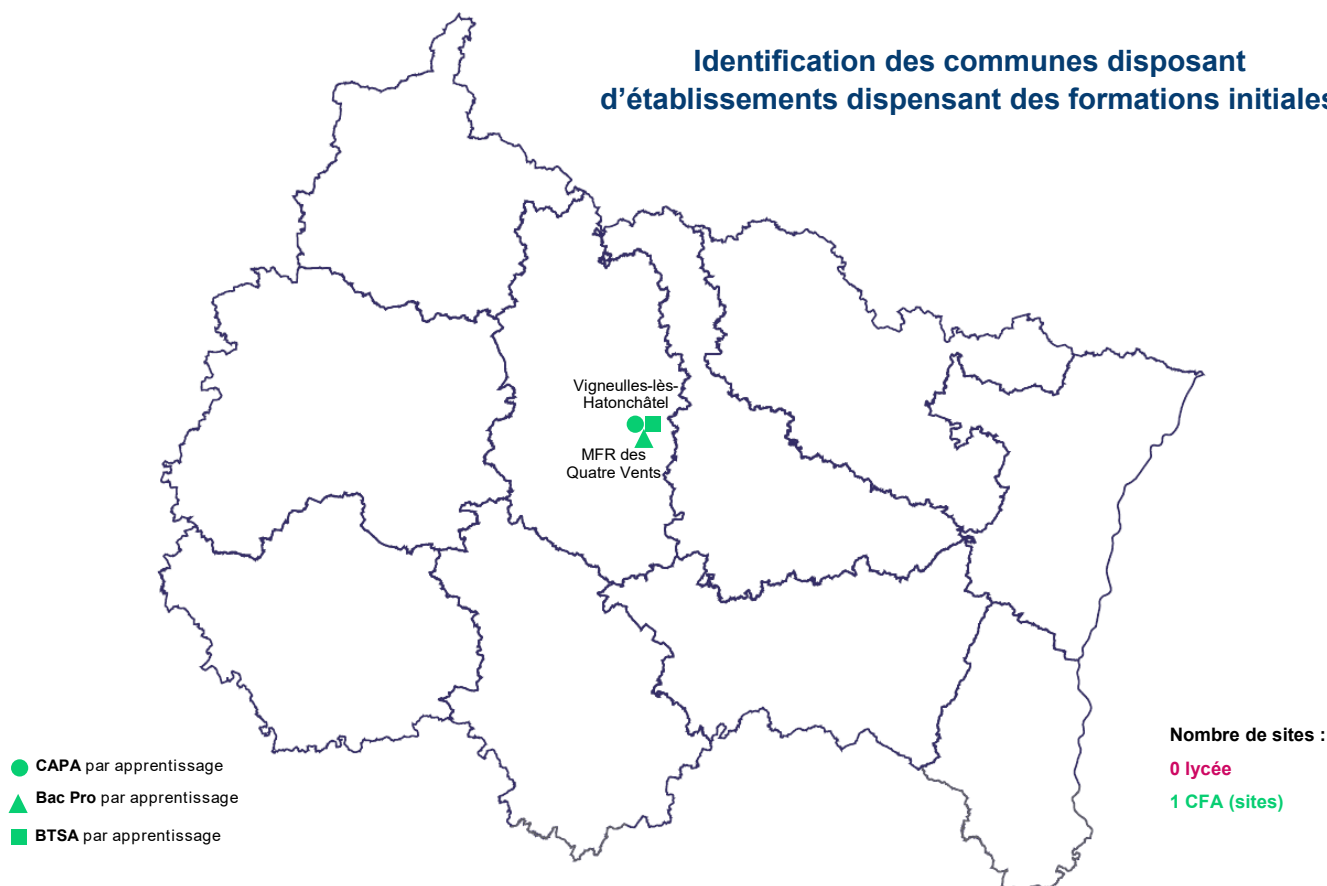 Identification des communes disposant
d’établissements dispensant des formations initiales
Vigneulles-lès-
Hatonchâtel
MFR des
Quatre Vents
CAPA par apprentissage
Bac Pro par apprentissage
BTSA par apprentissage
Nombre de sites :
0 lycée
1 CFA (sites)